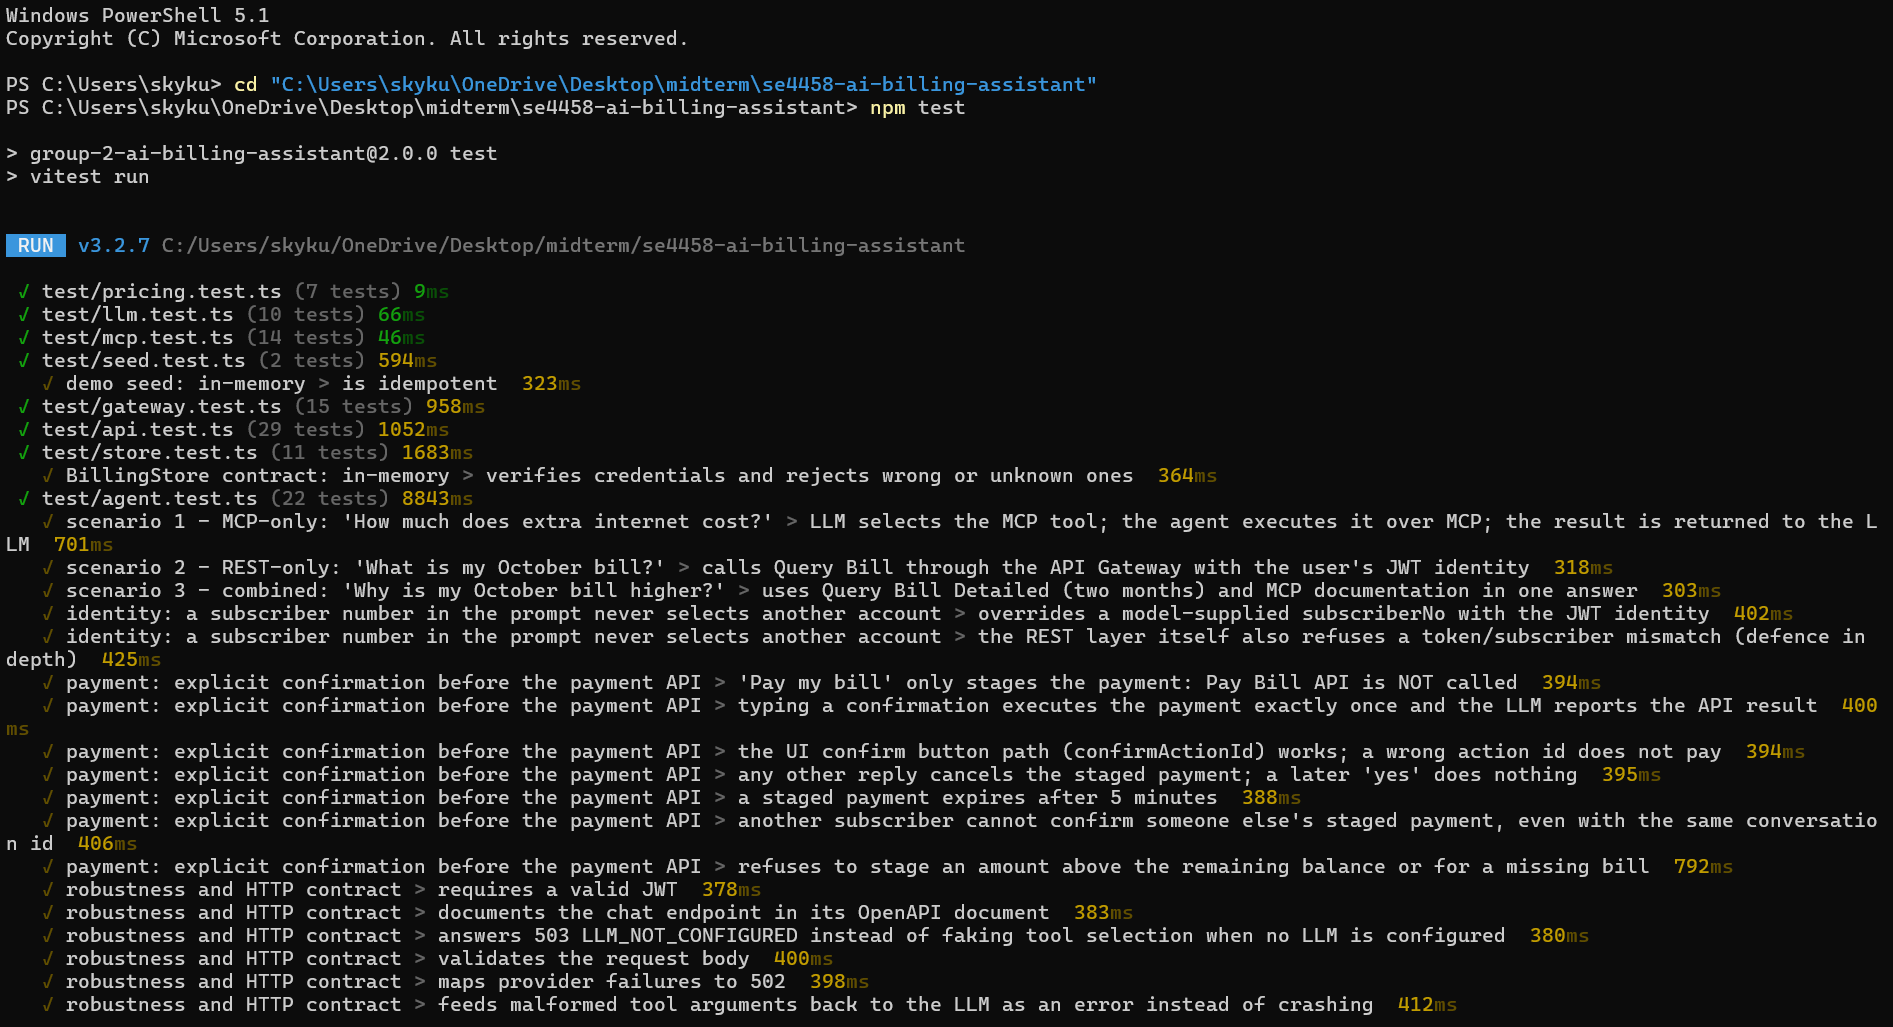 Windows PowerShell 5.1
Copyright (C) Microsoft Corporation. All rights reserved.
PS C:\Users\skyku> cd "C:\Users\skyku\OneDrive\Desktop\midterm\se4458-ai-billing-assistant"
PS C:\Users\skyku\OneDrive\Desktop\midterm\se4458-ai-billing-assistant> npm test
> group-2-ai-billing-assistant@2.0.0 test
> vitest run
RUN v3.2.7 C:/Users/skyku/OneDrive/Desktop/midterm/se4458-ai-billing-assistant
√ test/pricing.test.ts (7 tests) 9ms
√ test/llm.test.ts (10 tests) 66ms
√ test/mcp.test.ts (14 tests) 46ms
√ test/seed.test.ts (2 tests) 594ms
√ demo seed: in-memory > is idempotent 323ms
√ test/gateway.test.ts (15 tests) 958ms
√ test/api.test.ts (29 tests) 1052ms
√ test/store.test.ts (11 tests) 1683ms
√ BillingStore contract: in-memory > verifies credentials and rejects wrong or unknown ones 364ms
√ test/agent.test.ts (22 tests) 8843ms
√ scenario 1 - MCP-only: 'How much does extra internet cost?' > LLM selects the MCP tool; the agent executes it over MCP; the result is returned to the L
LM 701ms
√ scenario 2 - REST-only: 'What is my October bill?' > calls Query Bill through the API Gateway with the user's JWT identity 318ms
√ scenario 3 - combined: 'Why is my October bill higher?' > uses Query Bill Detailed (two months) and MCP documentation in one answer 303ms
√ identity: a subscriber number in the prompt never selects another account > overrides a model-supplied subscriberNo with the JWT identity 402ms
√ identity: a subscriber number in the prompt never selects another account > the REST layer itself also refuses a token/subscriber mismatch (defence in
depth) 425ms
√ payment: explicit confirmation before the payment API > 'Pay my bill' only stages the payment: Pay Bill API is NOT called 394ms
√ payment: explicit confirmation before the payment API > typing a confirmation executes the payment exactly once and the LLM reports the API result 400
ms
√ payment: explicit confirmation before the payment API > the UI confirm button path (confirmActionId) works; a wrong action id does not pay 394ms
√ payment: explicit confirmation before the payment API > any other reply cancels the staged payment; a later 'yes' does nothing 395ms
√ payment: explicit confirmation before the payment API > a staged payment expires after 5 minutes 388ms
√ payment: explicit confirmation before the payment API > another subscriber cannot confirm someone else's staged payment, even with the same conversatio
n id 406ms
√ payment: explicit confirmation before the payment API > refuses to stage an amount above the remaining balance or for a missing bill 792ms
√ robustness and HTTP contract > requires a valid JWT 378ms
√ robustness and HTTP contract > documents the chat endpoint in its OpenAPI document 383ms
√ robustness and HTTP contract > answers 503 LLM_NOT_CONFIGURED instead of faking tool selection when no LLM is configured 380ms
√ robustness and HTTP contract > validates the request body 400ms
√ robustness and HTTP contract > maps provider failures to 502 398ms
√ robustness and HTTP contract > feeds malformed tool arguments back to the LLM as an error instead of crashing 412ms